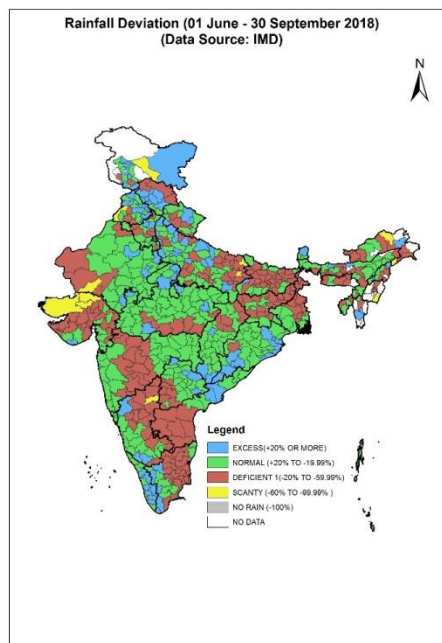 Rainfall Deviation (01 June - 30 September 2018)
(Data Source: IMD)
N
Legend
EXCESS(+20% OR MORE)
NORMAL (+20% TO -19.99%)
DEFICIENT 1(-20% TO -59.99%)
SCANTY (-60% TO -99.99%)
NO RAIN (-100%)
NO DATA